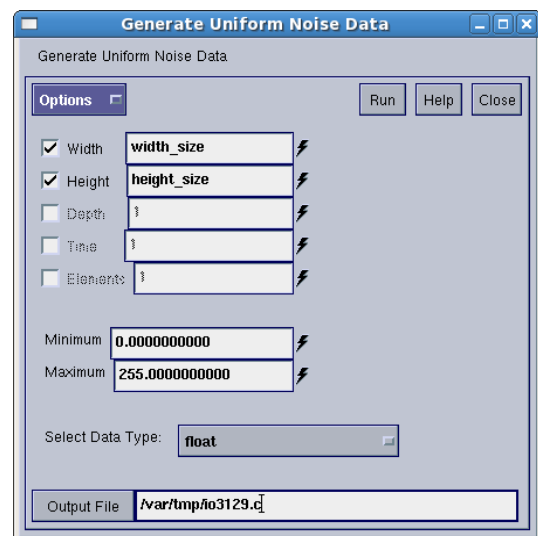 Generate Uniform Noise Data
Generate Uniform Noise Data
Options Run Help Close
Width width_size
Height height_size
Depth 1
Time 1
Elements 1
Minimum 0.0000000000
Maximum 255.0000000000
Select Data Type: float
Output File /var/tmp/io3129.c